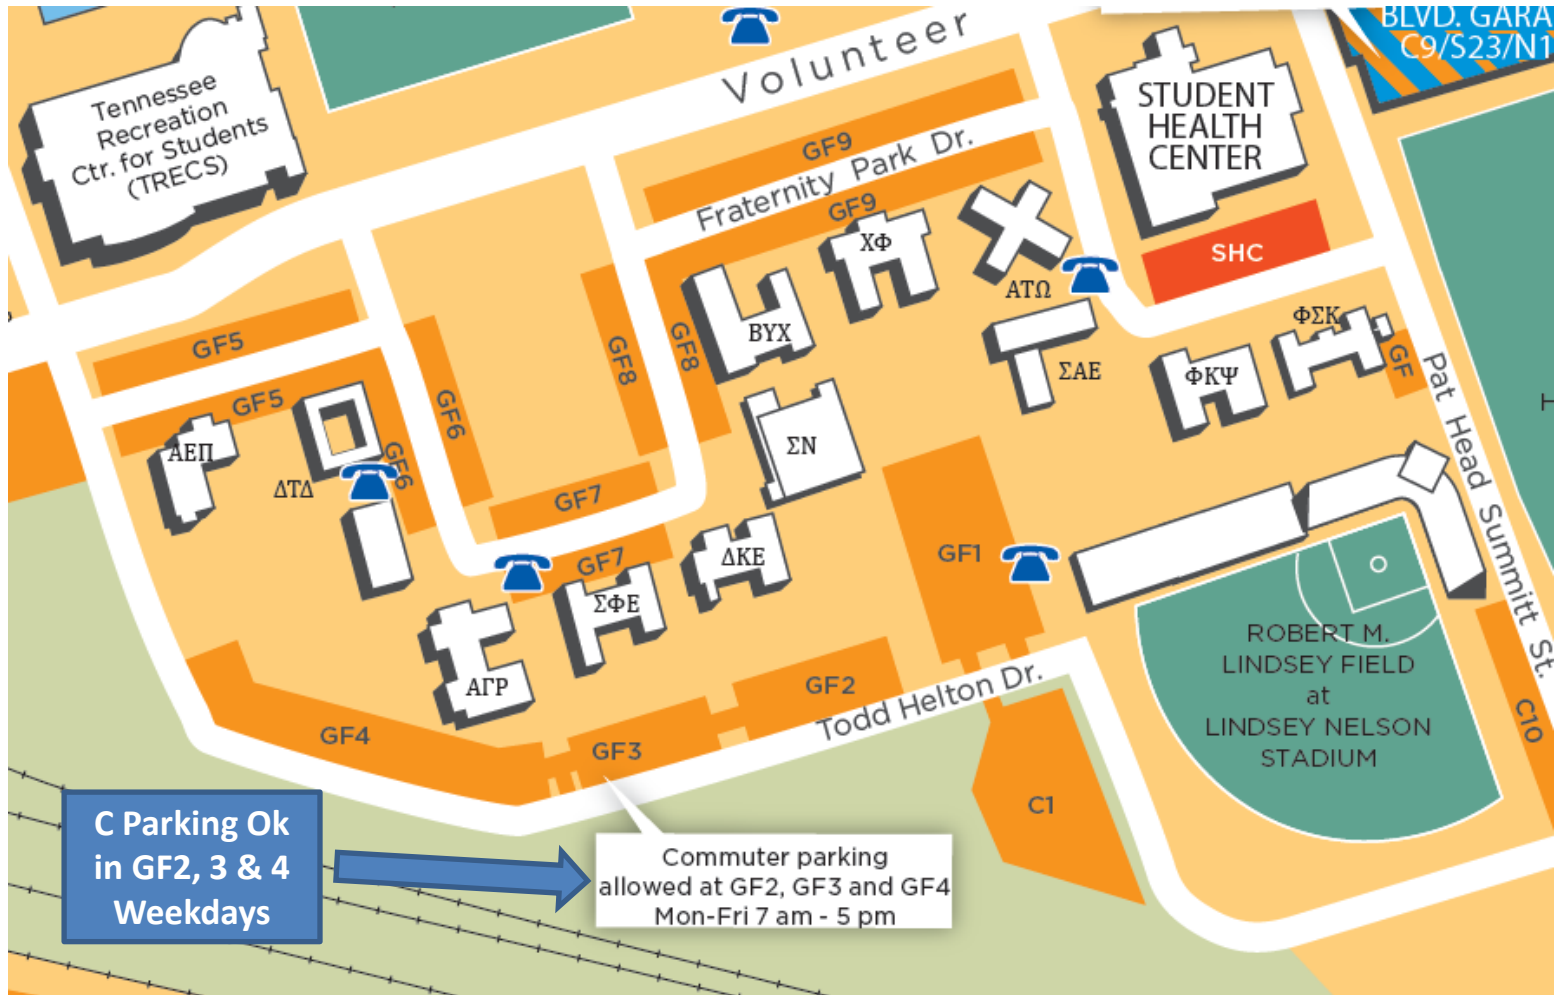 BLVD. GARA
C9/S23/N1
Volunteer
Tennessee
Recreation
Ctr. for Students
(TRECS)
STUDENT
HEALTH
CENTER
GF9
Fraternity Park Dr.
GF9
SHC
ΧΦ
ΑΤΩ
ΒΥΧ
ΦΣΚ
GF
GF5
GF5
GF6
GF6
GF8
GF8
ΣΑΕ
ΦΚΨ
ΑΕΠ
ΔΤΔ
ΣΝ
H
Pat Head Summitt St.
GF7
GF7
ΔΚΕ
ΣΦΕ
ΑΓΡ
GF1
GF2
GF3
GF4
Todd Helton Dr.
ROBERT M.
LINDSEY FIELD
at
LINDSEY NELSON
STADIUM
C10
C1
C Parking Ok
in GF2, 3 & 4
Weekdays
Commuter parking
allowed at GF2, GF3 and GF4
Mon-Fri 7 am - 5 pm